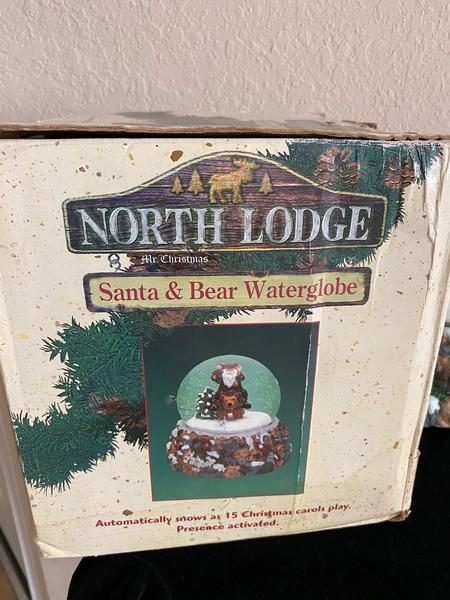 NORTH LODGE
Mr. Christmas
Santa & Bear Waterglobe
Automatically snows as 15 Christmas carols play.
Presence activated.